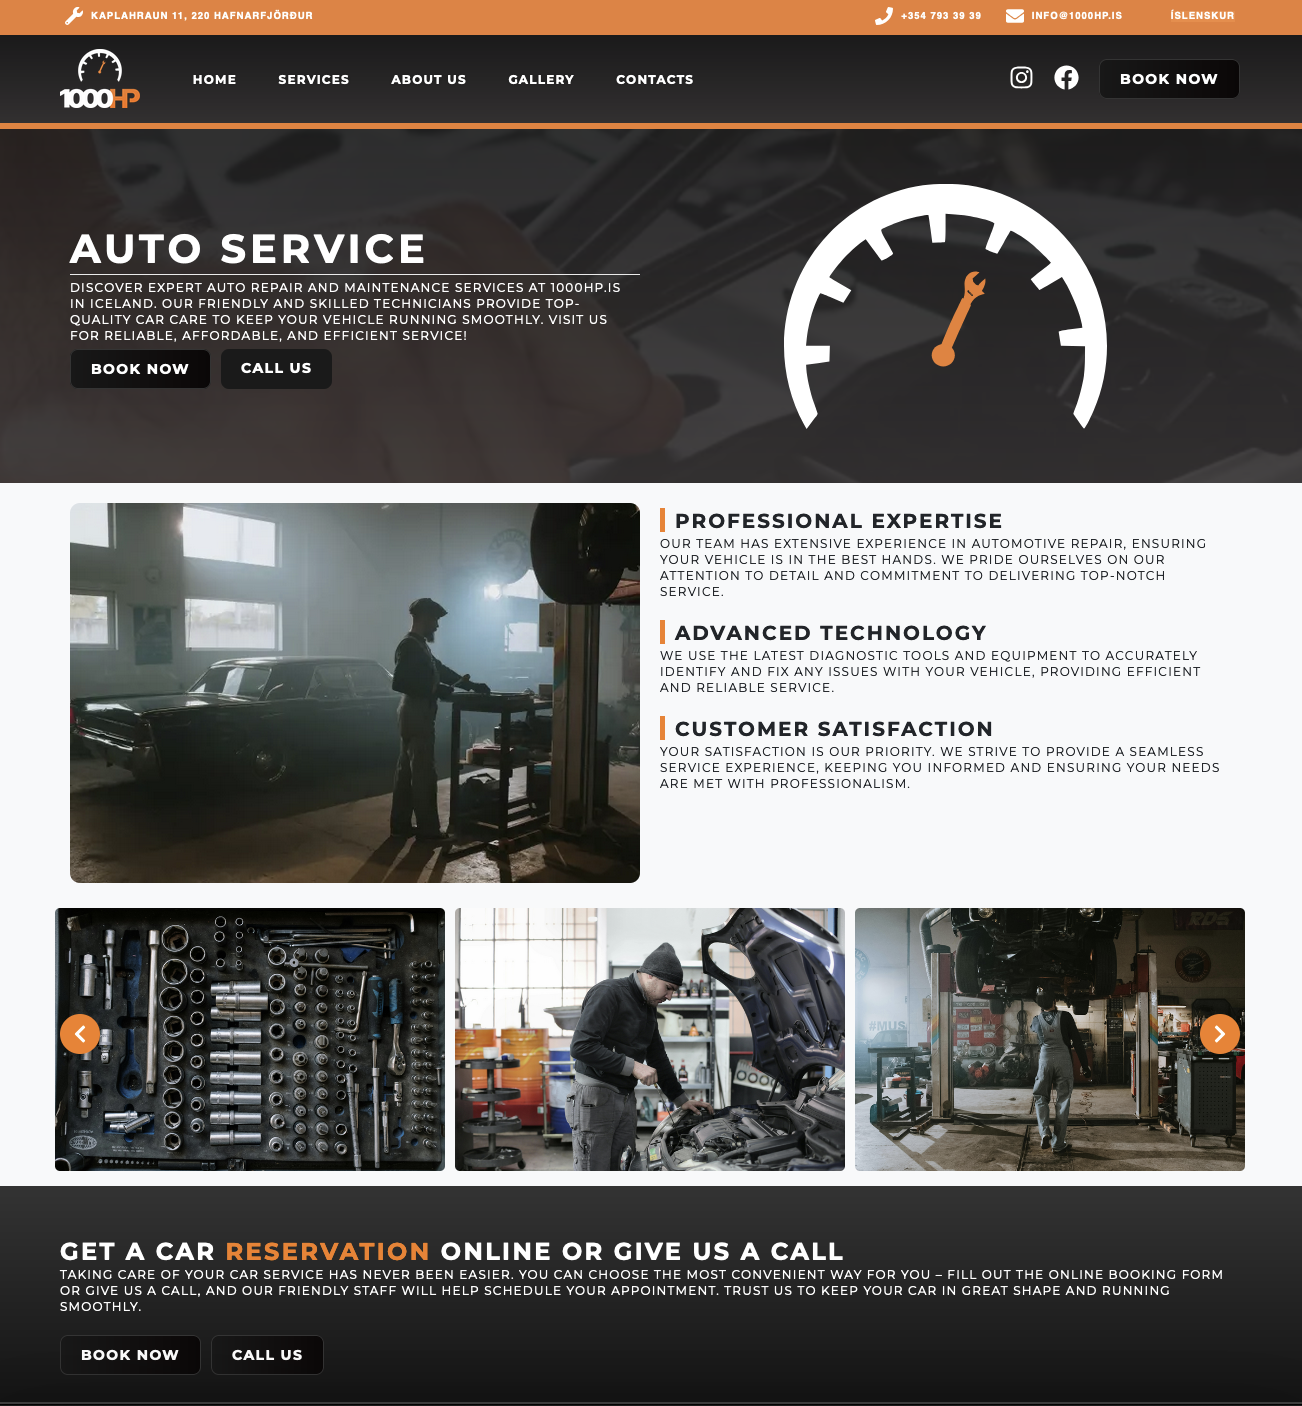 KAPLAHRAUN 11, 220 HAFNARFJÖRÐUR
+354 793 39 39
INFO@1000HP.IS
ÍSLENSKUR
1000HP
HOME
SERVICES
ABOUT US
GALLERY
CONTACTS
BOOK NOW
AUTO SERVICE
DISCOVER EXPERT AUTO REPAIR AND MAINTENANCE SERVICES AT 1000HP.IS
IN ICELAND. OUR FRIENDLY AND SKILLED TECHNICIANS PROVIDE TOP-
QUALITY CAR CARE TO KEEP YOUR VEHICLE RUNNING SMOOTHLY. VISIT US
FOR RELIABLE, AFFORDABLE, AND EFFICIENT SERVICE!
BOOK NOW
CALL US
PROFESSIONAL EXPERTISE
OUR TEAM HAS EXTENSIVE EXPERIENCE IN AUTOMOTIVE REPAIR, ENSURING
YOUR VEHICLE IS IN THE BEST HANDS. WE PRIDE OURSELVES ON OUR
ATTENTION TO DETAIL AND COMMITMENT TO DELIVERING TOP-NOTCH
SERVICE.
ADVANCED TECHNOLOGY
WE USE THE LATEST DIAGNOSTIC TOOLS AND EQUIPMENT TO ACCURATELY
IDENTIFY AND FIX ANY ISSUES WITH YOUR VEHICLE, PROVIDING EFFICIENT
AND RELIABLE SERVICE.
CUSTOMER SATISFACTION
YOUR SATISFACTION IS OUR PRIORITY. WE STRIVE TO PROVIDE A SEAMLESS
SERVICE EXPERIENCE, KEEPING YOU INFORMED AND ENSURING YOUR NEEDS
ARE MET WITH PROFESSIONALISM.
#MUS
GET A CAR RESERVATION ONLINE OR GIVE US A CALL
TAKING CARE OF YOUR CAR SERVICE HAS NEVER BEEN EASIER. YOU CAN CHOOSE THE MOST CONVENIENT WAY FOR YOU – FILL OUT THE ONLINE BOOKING FORM
OR GIVE US A CALL, AND OUR FRIENDLY STAFF WILL HELP SCHEDULE YOUR APPOINTMENT. TRUST US TO KEEP YOUR CAR IN GREAT SHAPE AND RUNNING
SMOOTHLY.
BOOK NOW
CALL US